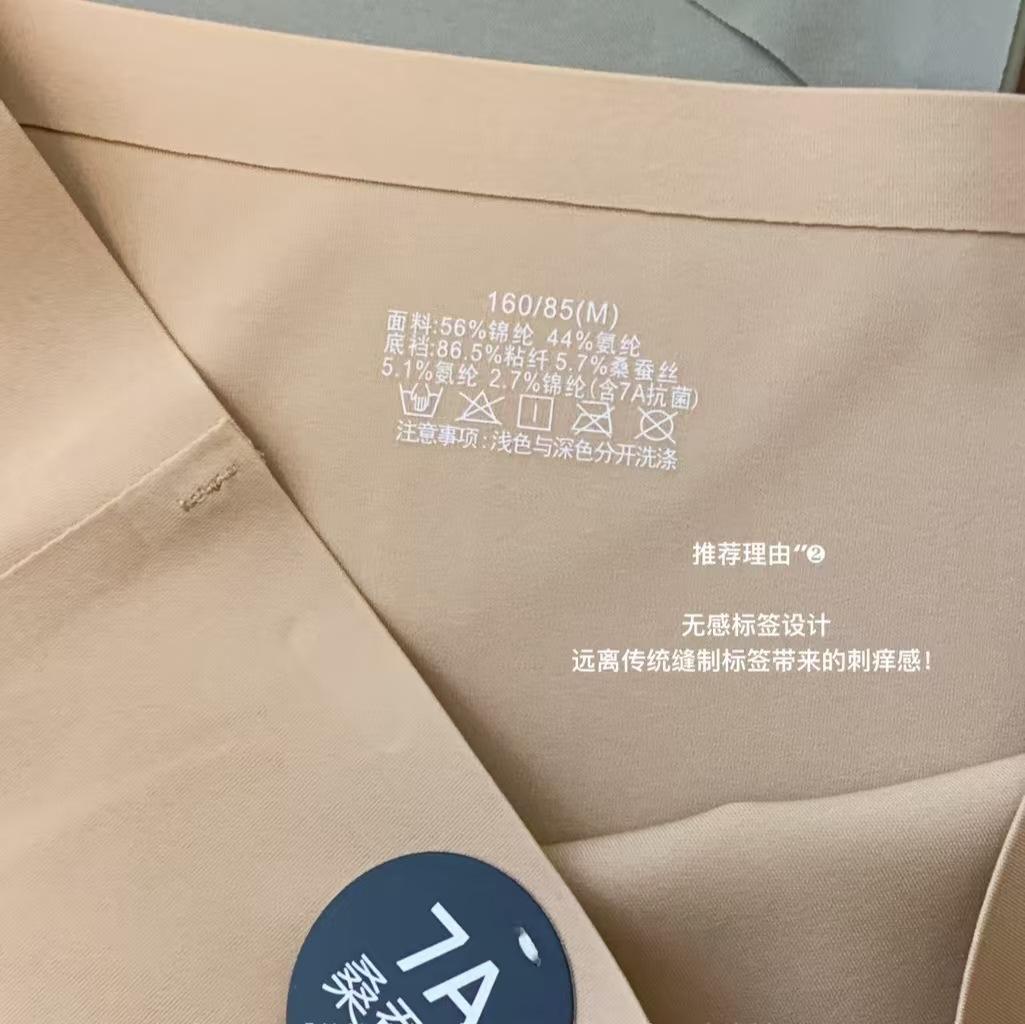 160/85(M)
面料:56%锦纶 44%氨纶
底裆:86.5%粘纤 5.7%桑蚕丝
5.1%氨纶 2.7%锦纶(含7A抗菌)
注意事项:浅色与深色分开洗涤
推荐理由"❷
无感标签设计
远离传统缝制标签带来的刺痒感!
7A
桑